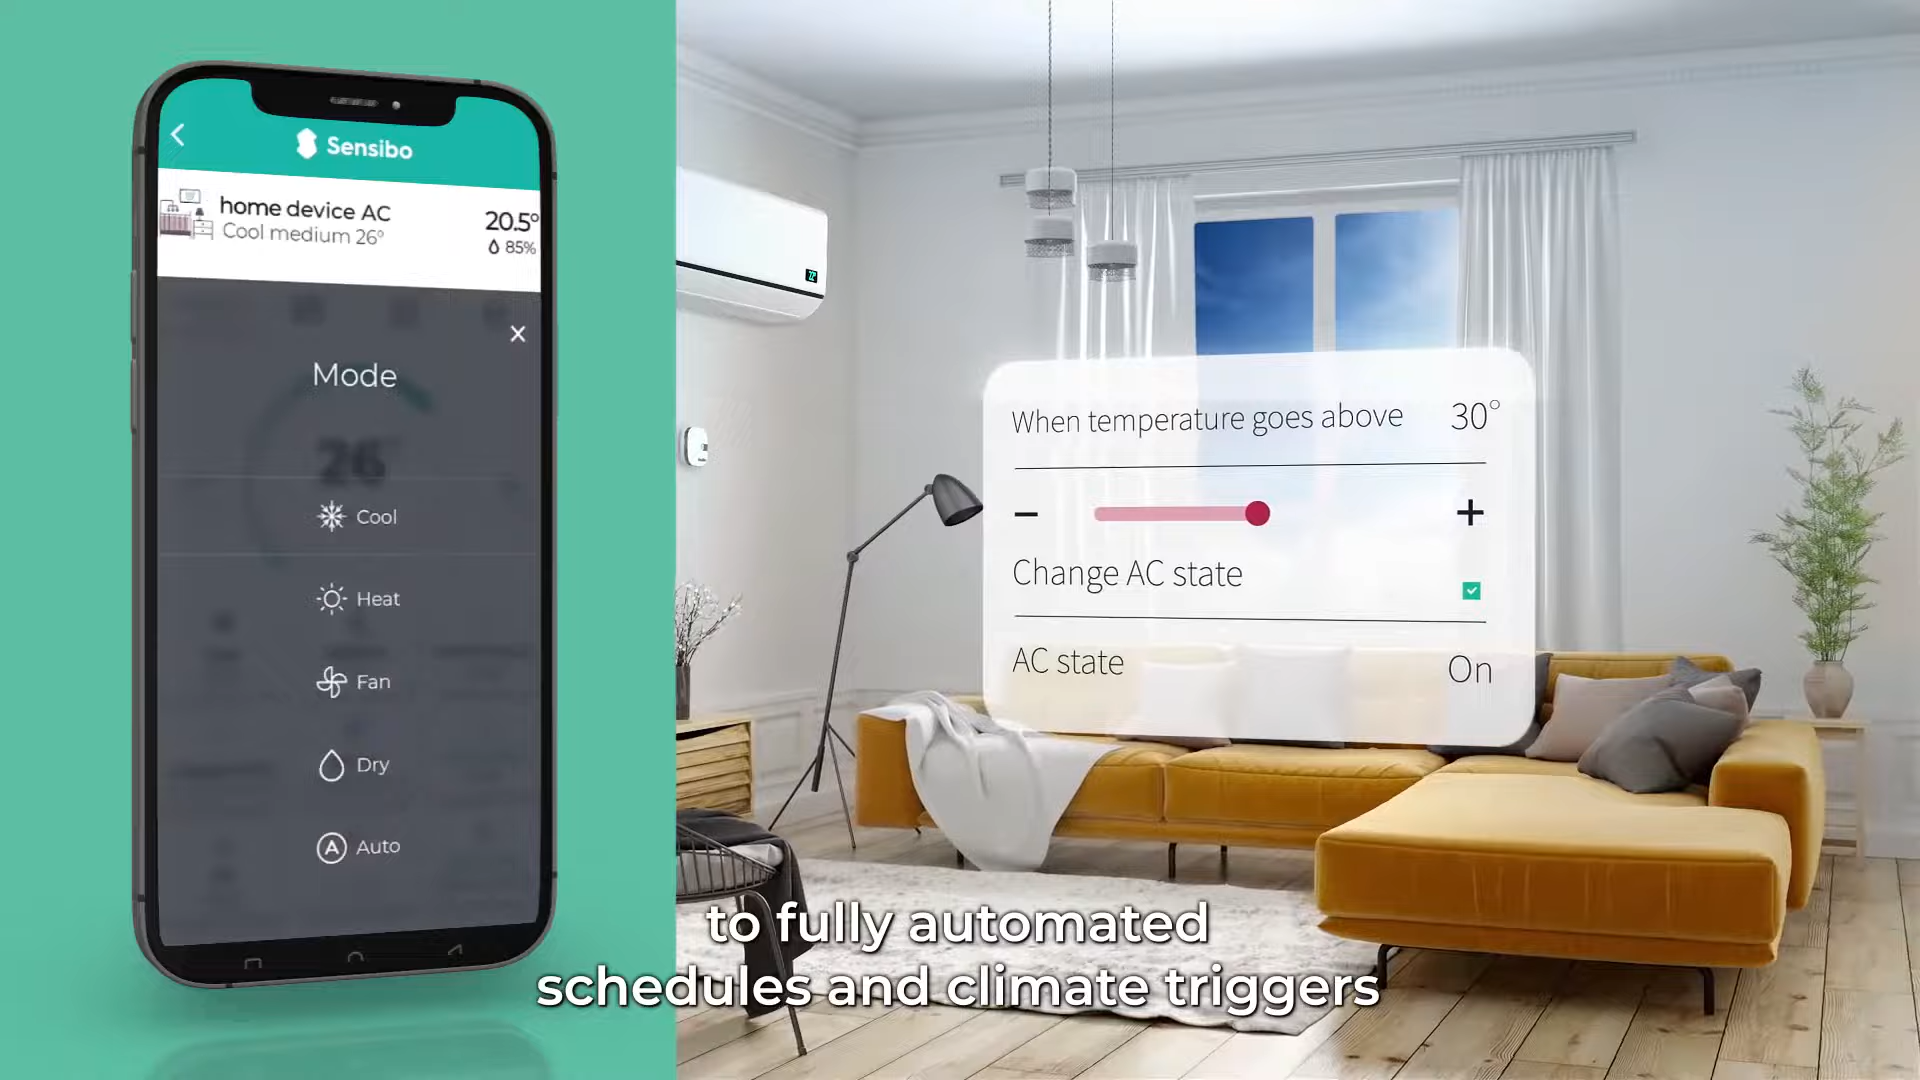 Sensibo
home device AC
Cool medium 26°
20.5°
85%
Mode
26°
Cool
Heat
Fan
Dry
A Auto
When temperature goes above 30°
− +
Change AC state
AC state On
to fully automated
schedules and climate triggers